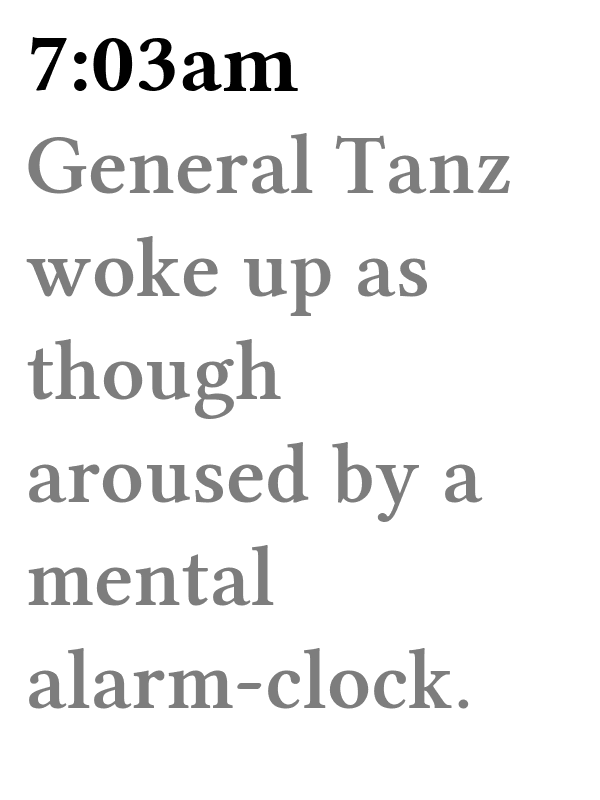 7:03am
General Tanz
woke up as
though
aroused by a
mental
alarm-clock.